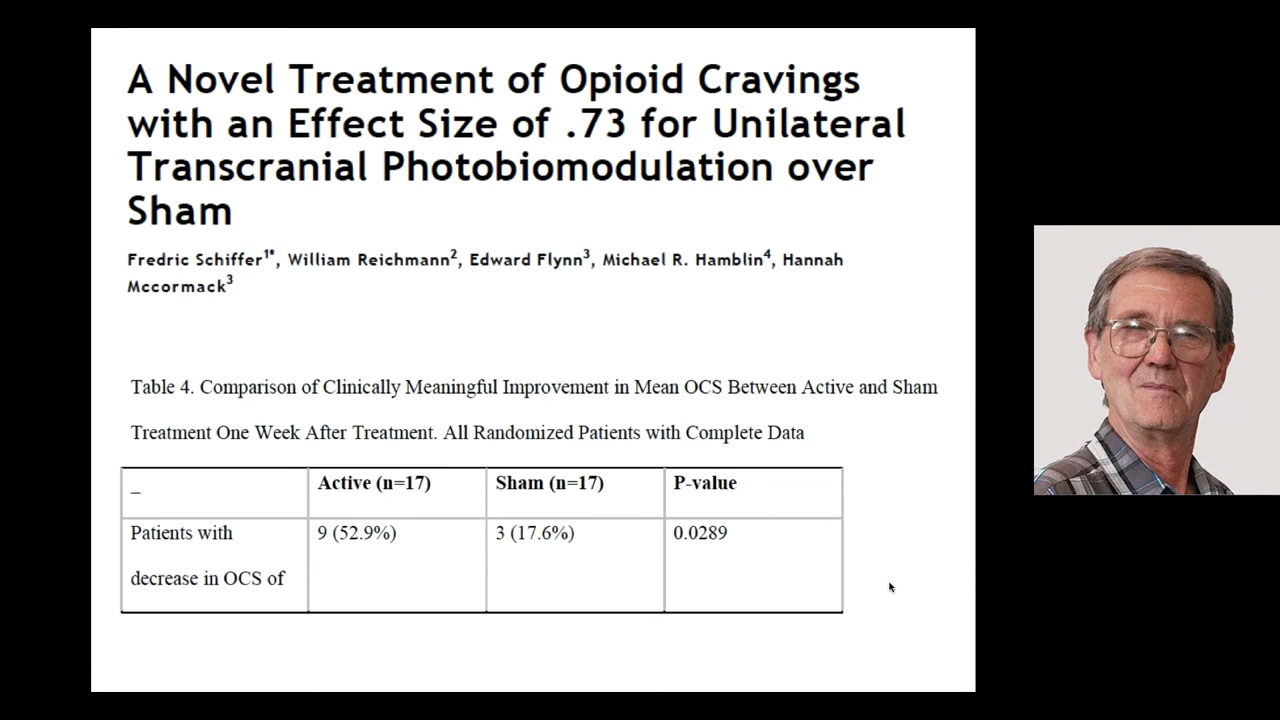 A Novel Treatment of Opioid Cravings
with an Effect Size of .73 for Unilateral
Transcranial Photobiomodulation over
Sham
Fredric Schiffer1*, William Reichmann2, Edward Flynn3, Michael R. Hamblin4, Hannah
Mccormack3
Table 4. Comparison of Clinically Meaningful Improvement in Mean OCS Between Active and Sham
Treatment One Week After Treatment. All Randomized Patients with Complete Data
_ Active (n=17) Sham (n=17) P-value
Patients with 9 (52.9%) 3 (17.6%) 0.0289
decrease in OCS of